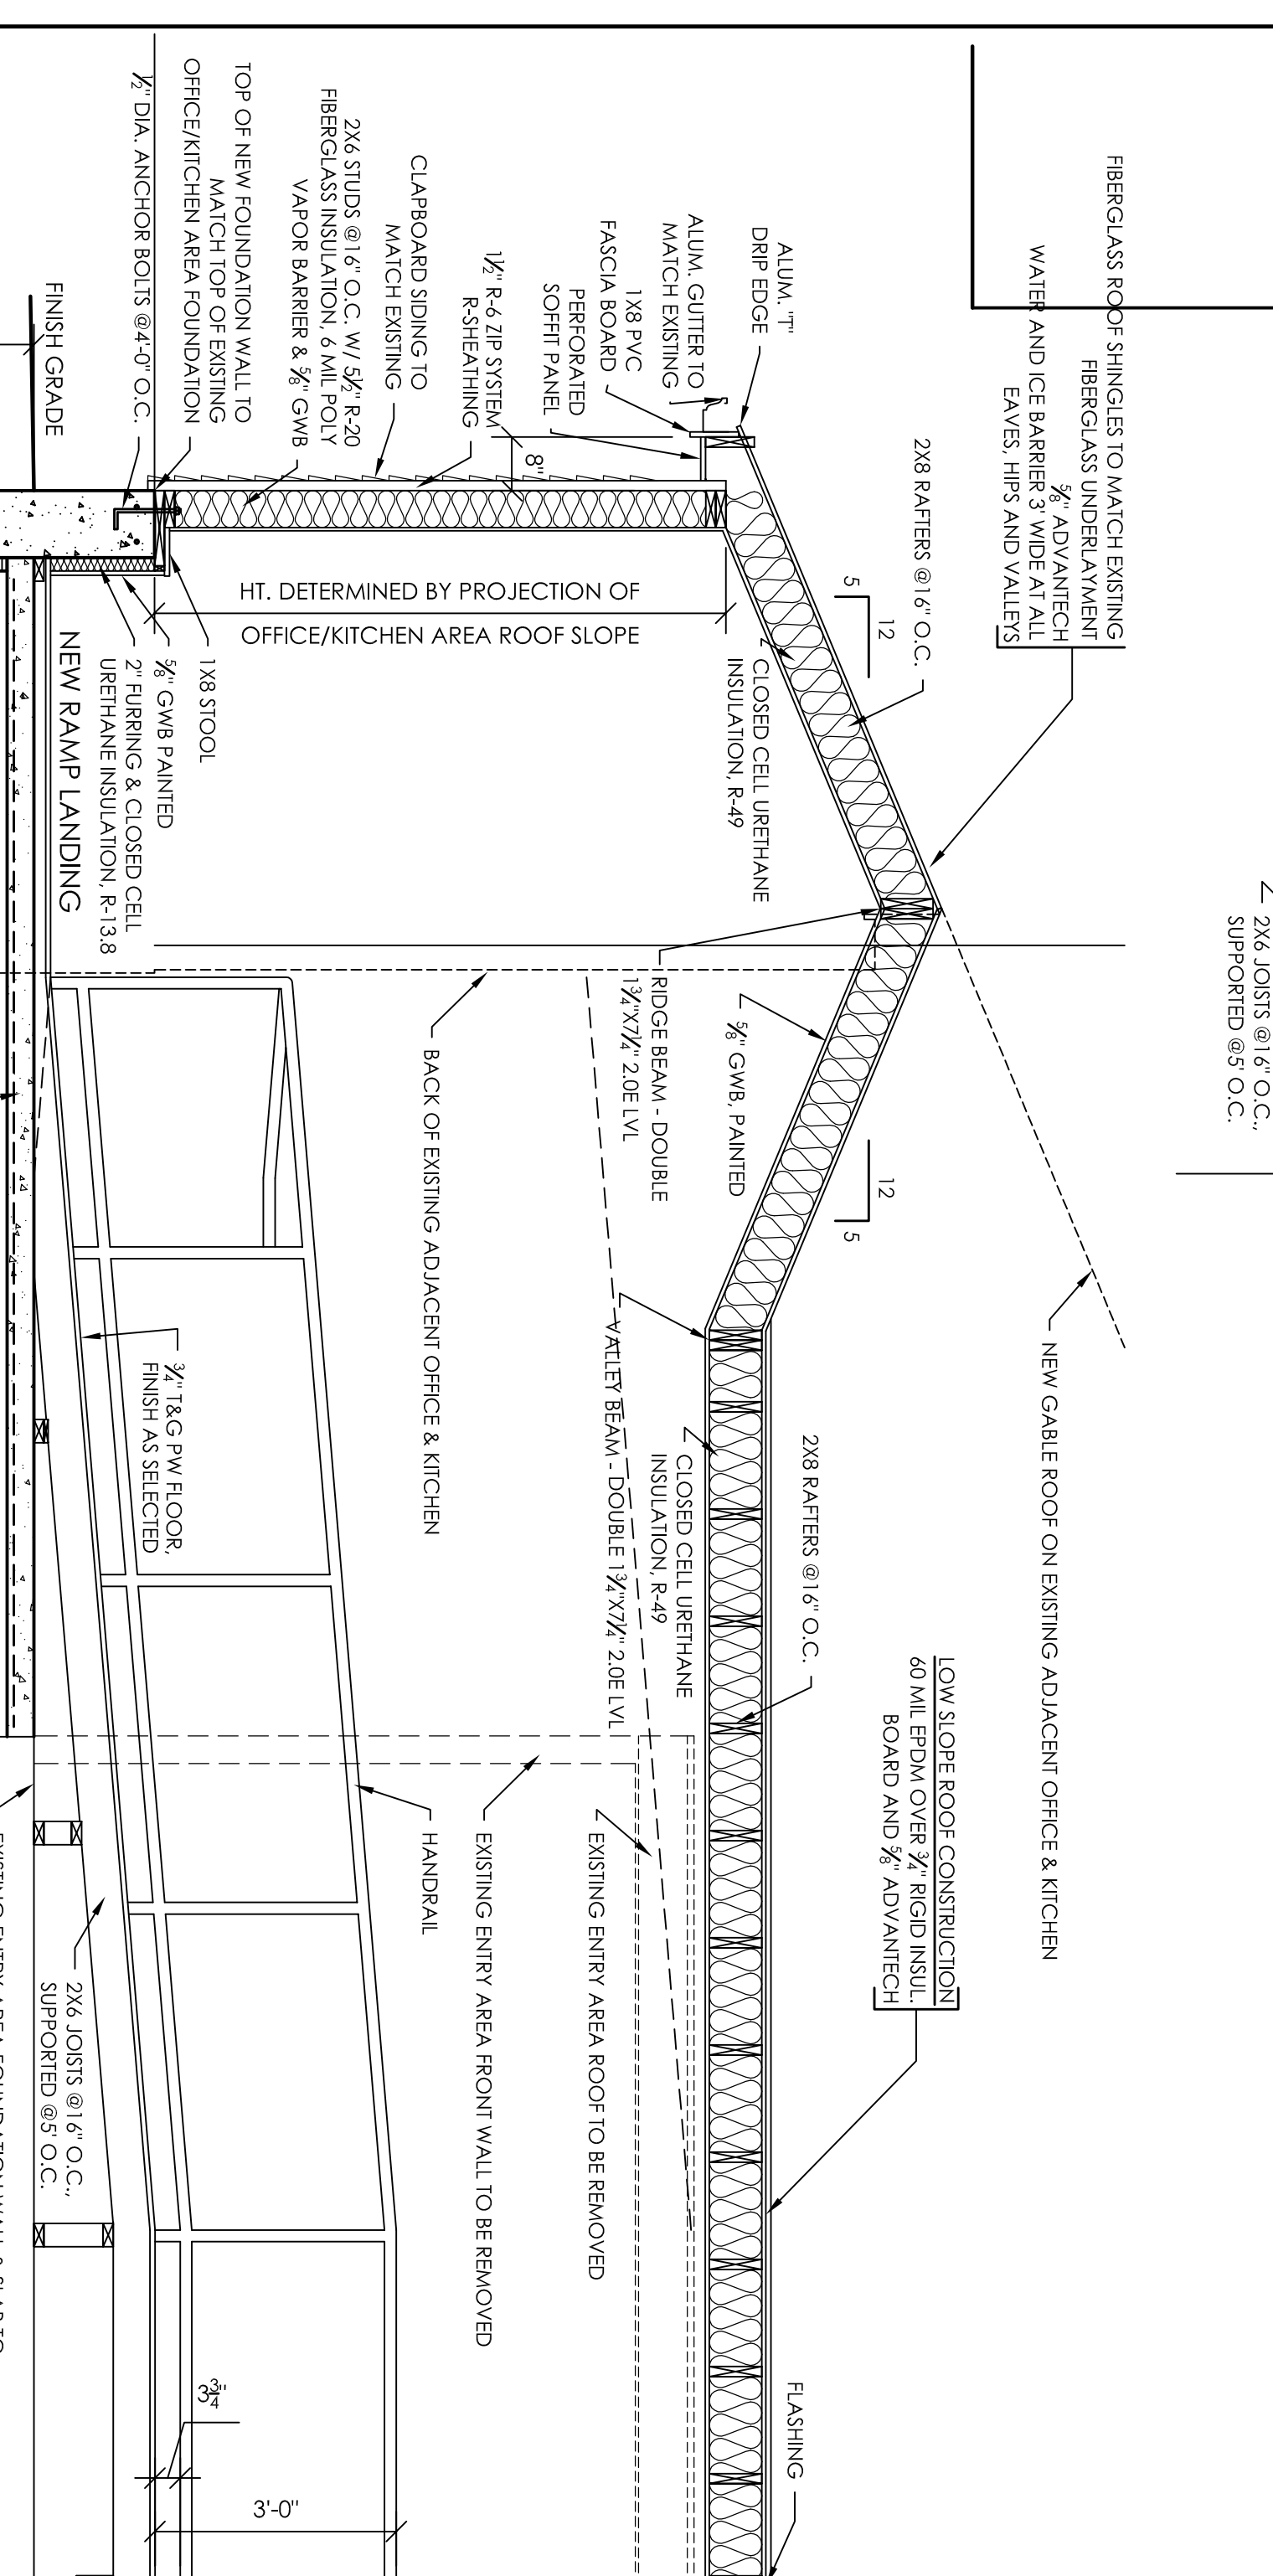 FIBERGLASS ROOF SHINGLES TO MATCH EXISTING
FIBERGLASS UNDERLAYMENT
5/8" ADVANTECH
WATER AND ICE BARRIER 3' WIDE AT ALL
EAVES, HIPS AND VALLEYS
2X6 JOISTS @16" O.C.,
SUPPORTED @5' O.C.
NEW GABLE ROOF ON EXISTING ADJACENT OFFICE & KITCHEN
LOW SLOPE ROOF CONSTRUCTION
60 MIL EPDM OVER 3/4" RIGID INSUL.
BOARD AND 5/8" ADVANTECH
2X8 RAFTERS @16" O.C.
12
5
12
5
2X8 RAFTERS @16" O.C.
FLASHING
ALUM. "T"
DRIP EDGE
ALUM. GUTTER TO
MATCH EXISTING
1X8 PVC
FASCIA BOARD
PERFORATED
SOFFIT PANEL
8"
1½" R-6 ZIP SYSTEM
R-SHEATHING
CLAPBOARD SIDING TO
MATCH EXISTING
2X6 STUDS @16" O.C. W/ 5½" R-20
FIBERGLASS INSULATION, 6 MIL POLY
VAPOR BARRIER & 5/8" GWB
TOP OF NEW FOUNDATION WALL TO
MATCH TOP OF EXISTING
OFFICE/KITCHEN AREA FOUNDATION
½" DIA. ANCHOR BOLTS @4'-0" O.C.
FINISH GRADE
CLOSED CELL URETHANE
INSULATION, R-49
5/8" GWB, PAINTED
RIDGE BEAM - DOUBLE
1¾"X7¼" 2.0E LVL
CLOSED CELL URETHANE
INSULATION, R-49
VALLEY BEAM - DOUBLE 1¾"X7¼" 2.0E LVL
HT. DETERMINED BY PROJECTION OF
OFFICE/KITCHEN AREA ROOF SLOPE
EXISTING ENTRY AREA ROOF TO BE REMOVED
EXISTING ENTRY AREA FRONT WALL TO BE REMOVED
BACK OF EXISTING ADJACENT OFFICE & KITCHEN
HANDRAIL
1X8 STOOL
5/8" GWB PAINTED
2" FURRING & CLOSED CELL
URETHANE INSULATION, R-13.8
NEW RAMP LANDING
3/4" T&G PW FLOOR,
FINISH AS SELECTED
2X6 JOISTS @16" O.C.,
SUPPORTED @5' O.C.
3¾"
3'-0"